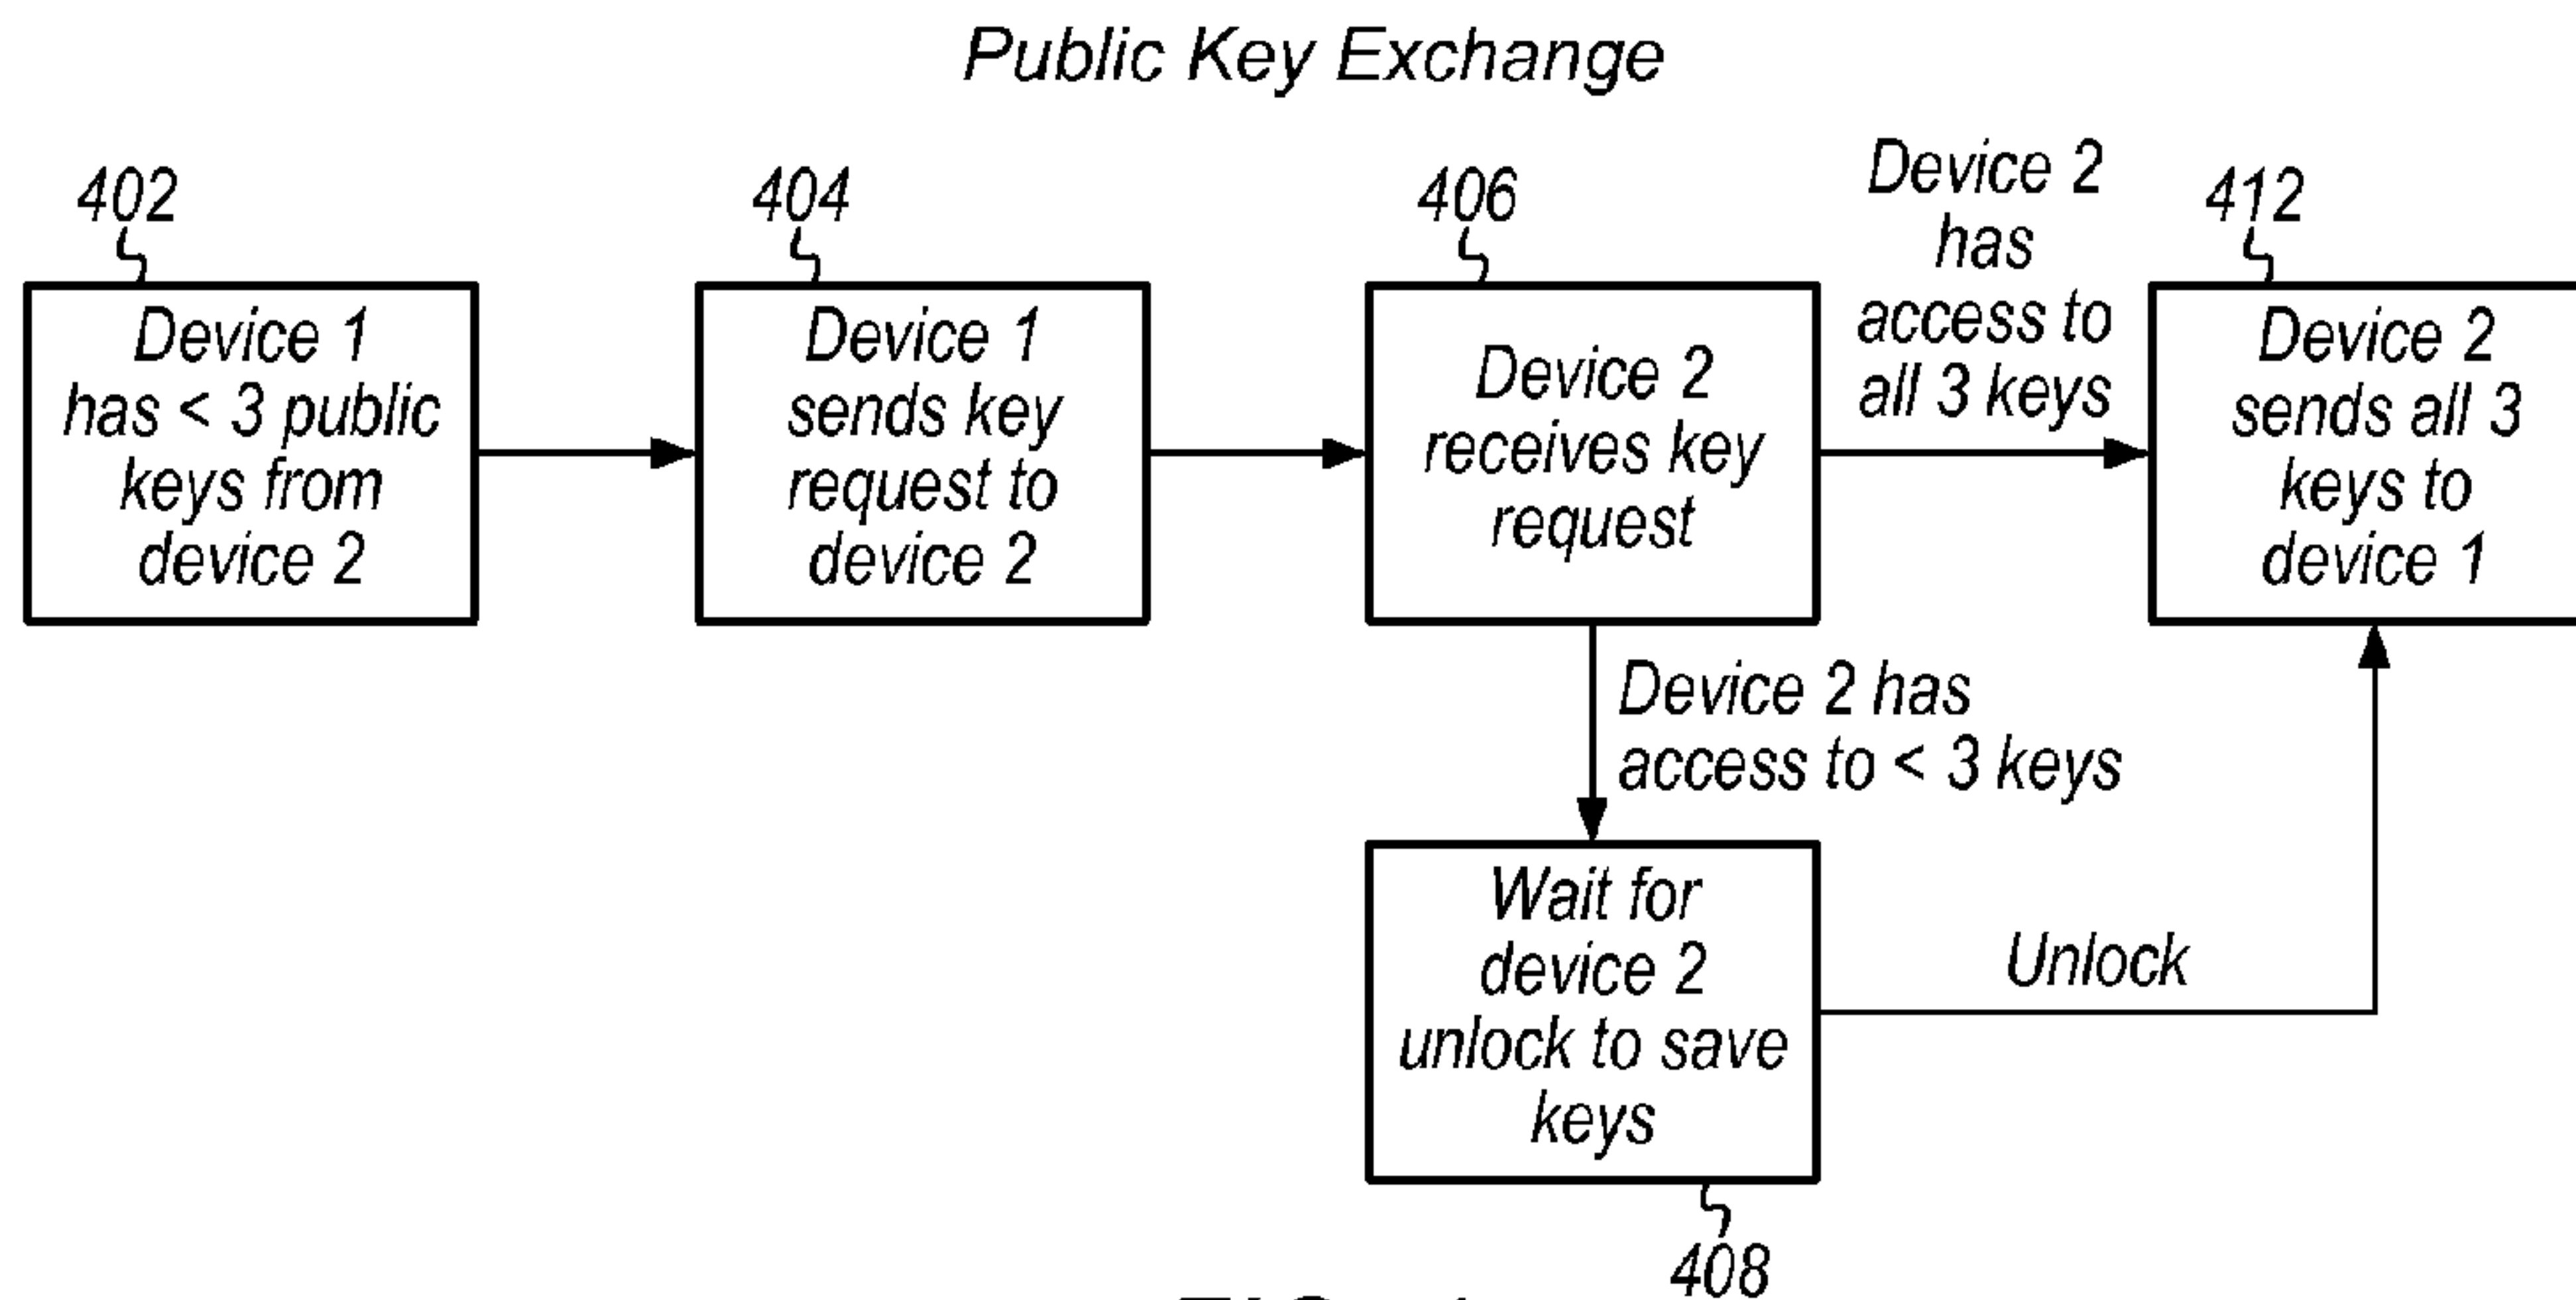 Public Key Exchange
402
Device 1
has < 3 public
keys from
device 2
404
Device 1
sends key
request to
device 2
406
Device 2
receives key
request
Device 2
has
access to
all 3 keys
412
Device 2
sends all 3
keys to
device 1
Device 2 has
access to < 3 keys
Wait for
device 2
unlock to save
keys
Unlock
408